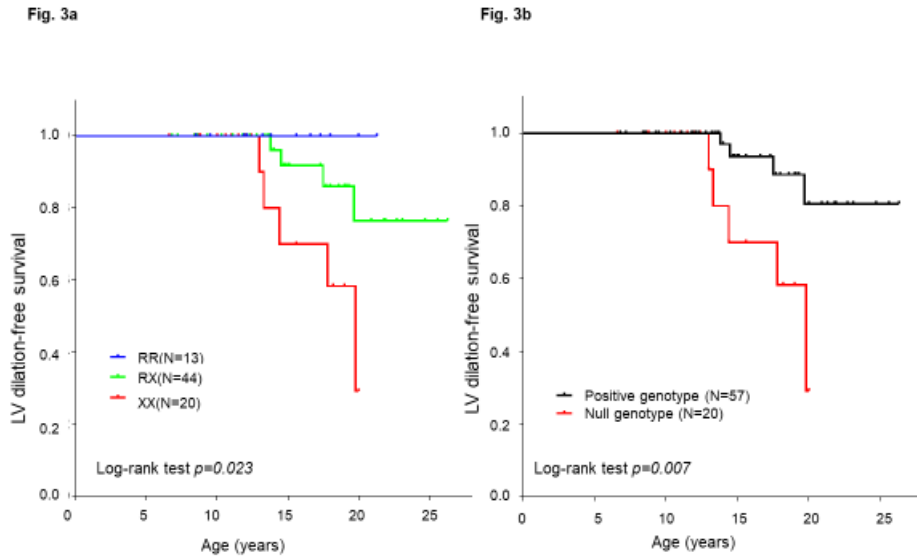 Fig. 3a
Fig. 3b
LV dilation-free survival
1.0
0.8
0.6
0.4
0.2
0.0
RR(N=13)
RX(N=44)
XX(N=20)
Log-rank test p=0.023
0 5 10 15 20 25
Age (years)
LV dilation-free survival
1.0
0.8
0.6
0.4
0.2
0.0
Positive genotype (N=57)
Null genotype (N=20)
Log-rank test p=0.007
0 5 10 15 20 25
Age (years)